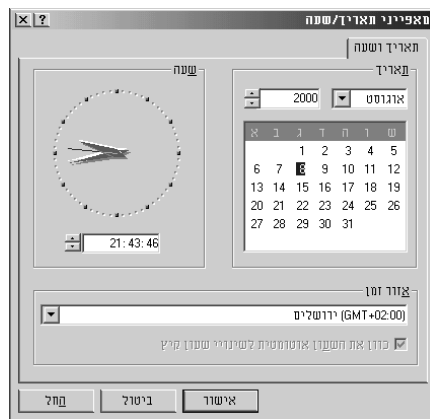 מאפייני תאריך/שעה
תאריך ושעה
תאריך
אוגוסט 2000
ש ו ה ד ג ב א
1 2 3 4 5
6 7 8 9 10 11 12
13 14 15 16 17 18 19
20 21 22 23 24 25 26
27 28 29 30 31
שעה
21:43:46
אזור זמן
(GMT+02:00) ירושלים
כוון את השעון אוטומטית לשינויי שעון קיץ
אישור ביטול החל